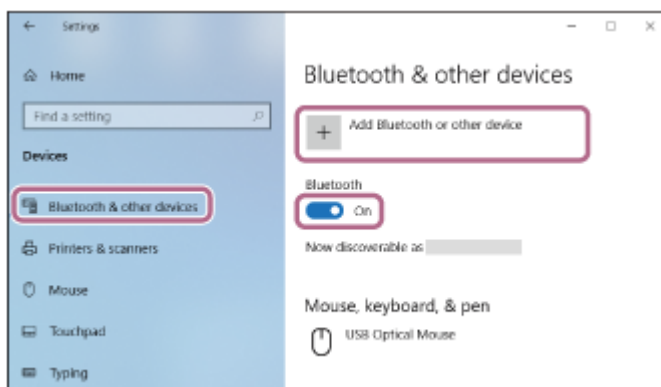 Settings
Home
Find a setting
Devices
Bluetooth & other devices
Printers & scanners
Mouse
Touchpad
Typing
Bluetooth & other devices
Add Bluetooth or other device
Bluetooth
On
Now discoverable as
Mouse, keyboard, & pen
USB Optical Mouse